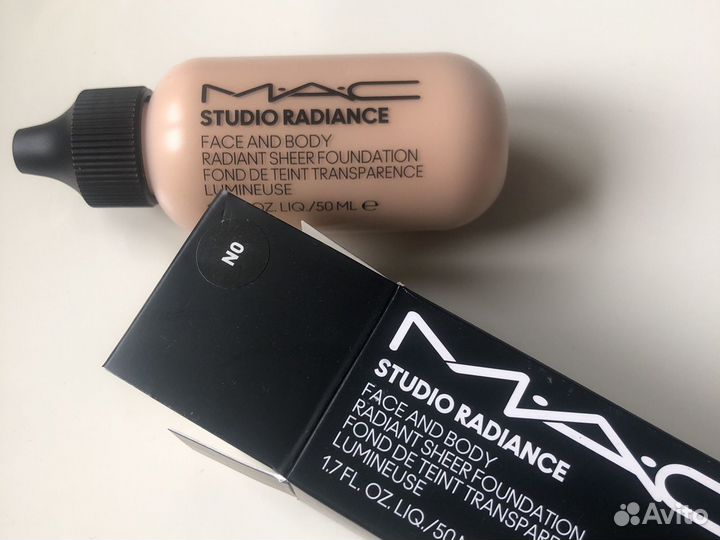 MAC
STUDIO RADIANCE
FACE AND BODY
RADIANT SHEER FOUNDATION
FOND DE TEINT TRANSPARENCE
LUMINEUSE
OZ. LIQ./50 ML ℮
N0
MAC
STUDIO RADIANCE
FACE AND BODY
RADIANT SHEER FOUNDATION
FOND DE TEINT TRANSPAREN
LUMINEUSE
1.7 FL. OZ. LIQ./50
Avito